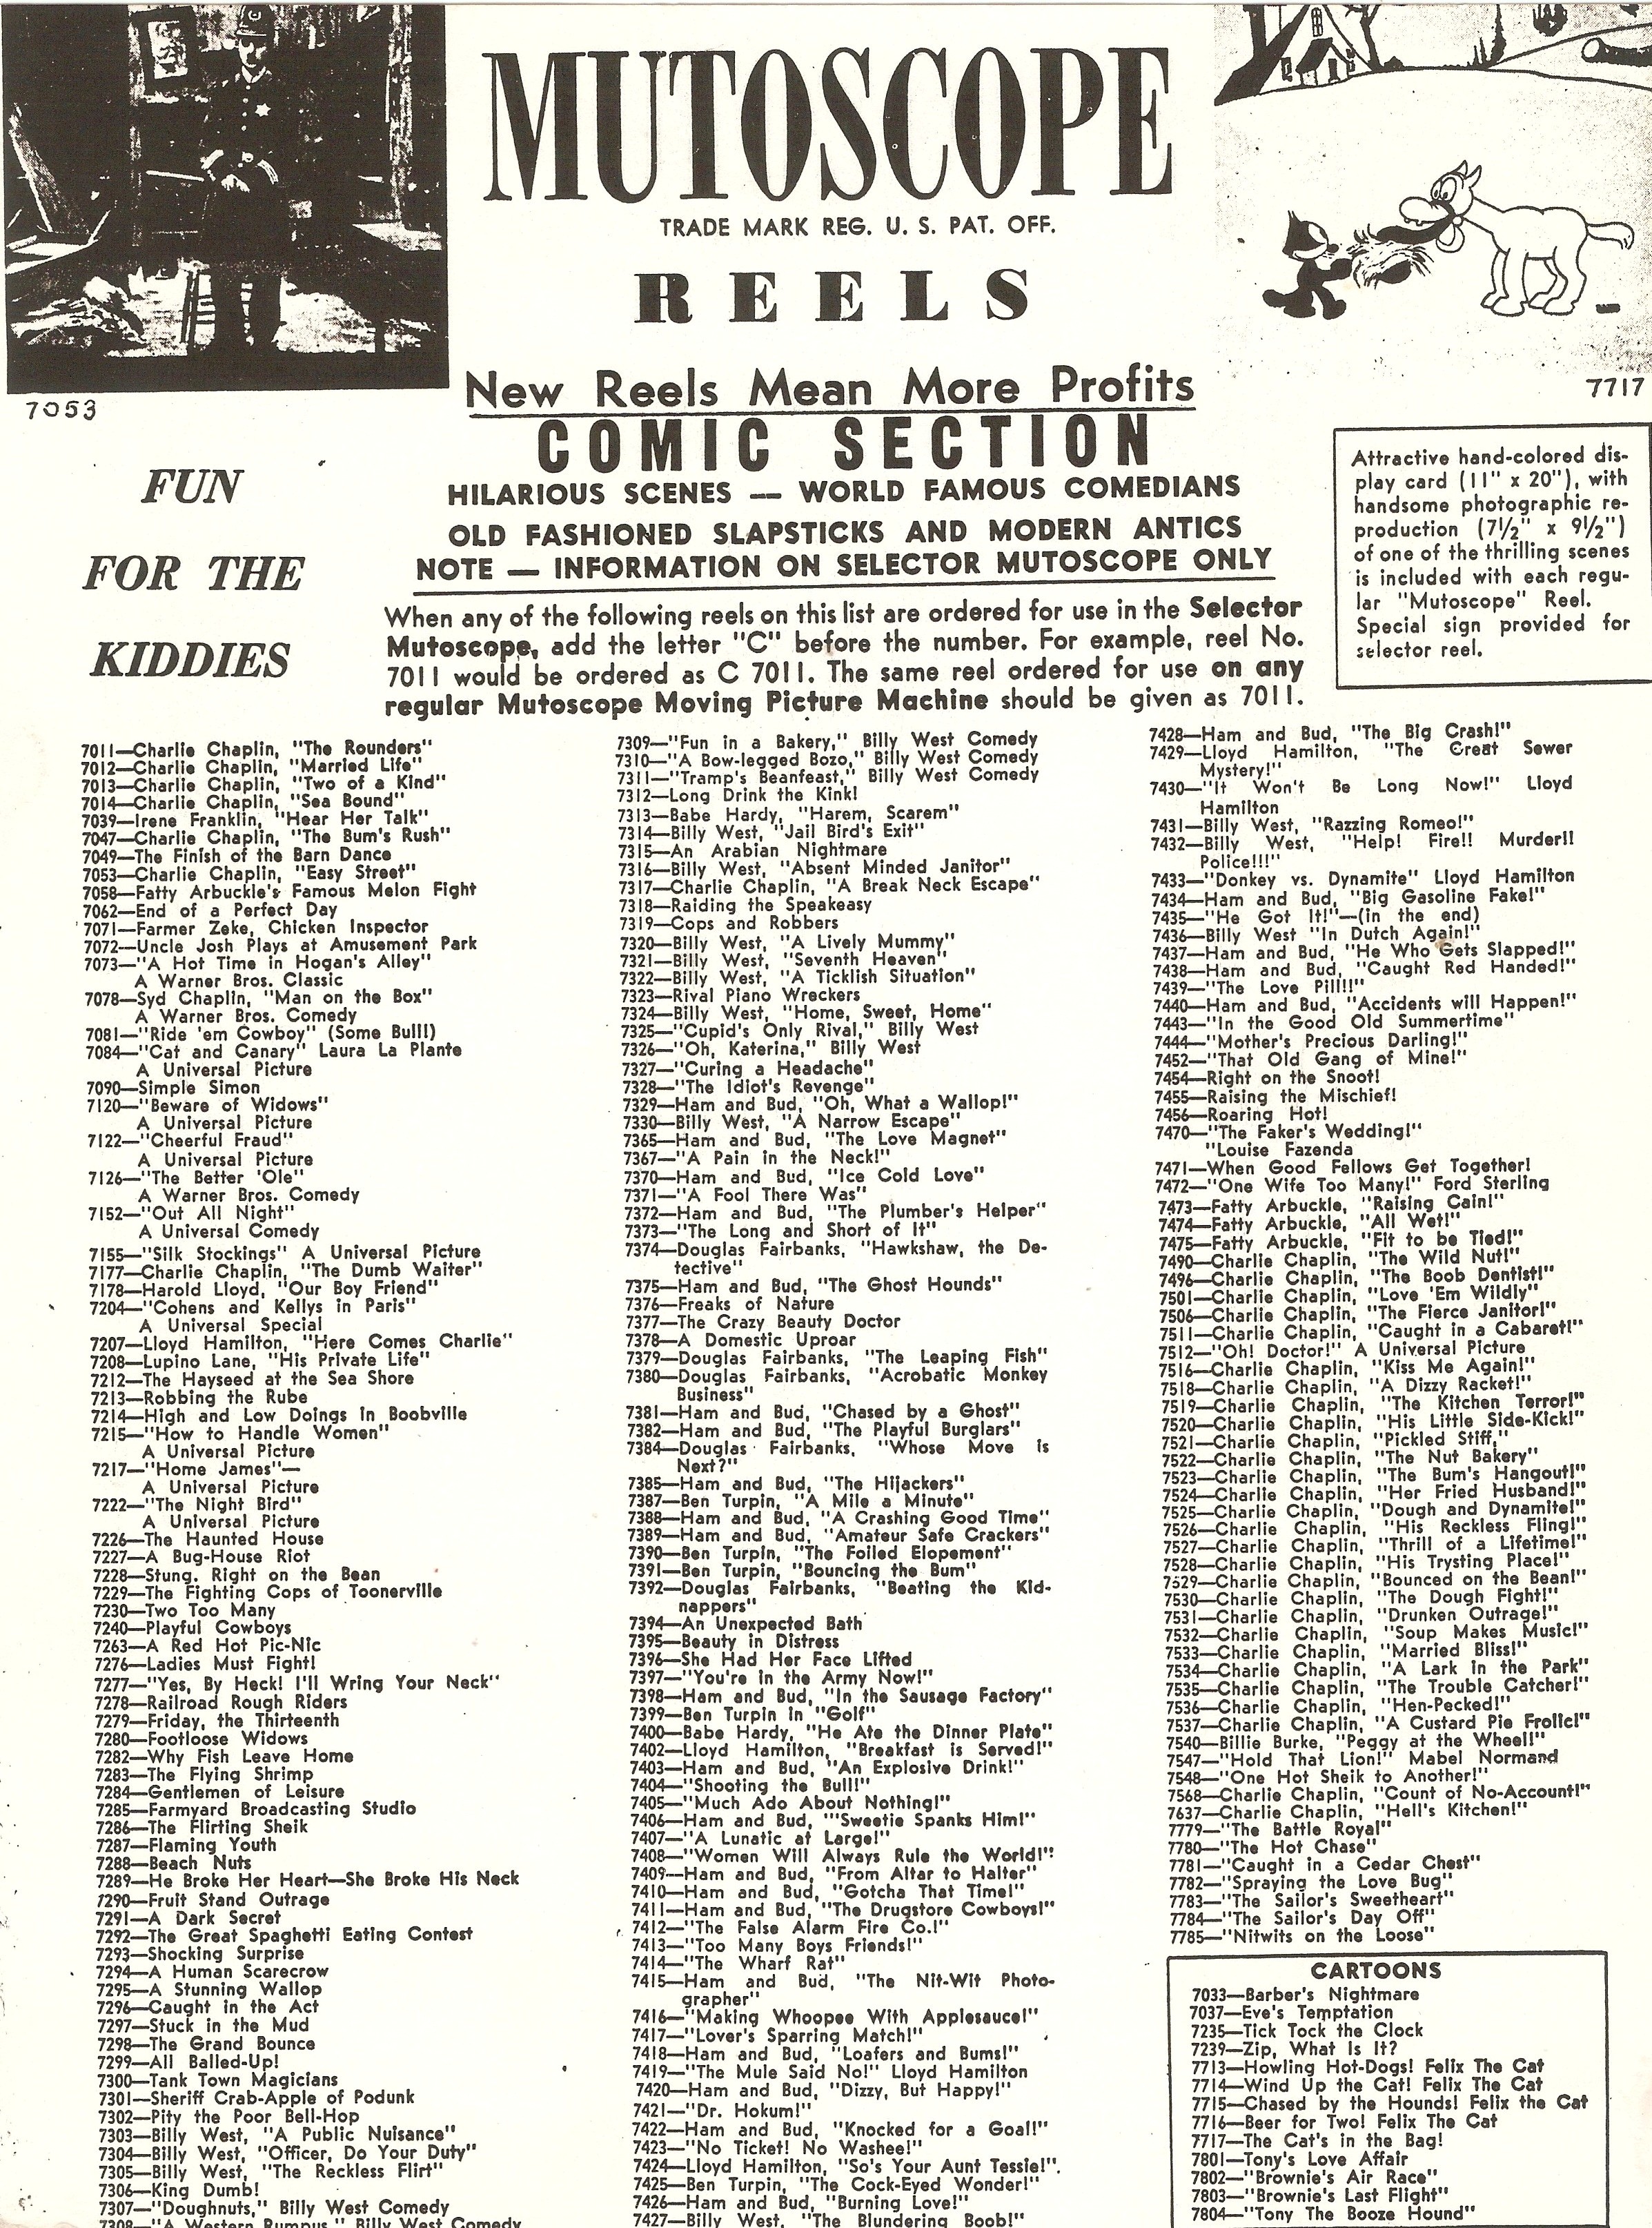 MUTOSCOPE
TRADE MARK REG. U. S. PAT. OFF.
REELS
7053
7717
New Reels Mean More Profits
COMIC SECTION
HILARIOUS SCENES — WORLD FAMOUS COMEDIANS
OLD FASHIONED SLAPSTICKS AND MODERN ANTICS
NOTE — INFORMATION ON SELECTOR MUTOSCOPE ONLY
FUN
FOR THE
KIDDIES
Attractive hand-colored dis-
play card (11" x 20"), with
handsome photographic re-
production (7½" x 9½")
of one of the thrilling scenes
is included with each regu-
lar "Mutoscope" Reel.
Special sign provided for
selector reel.
When any of the following reels on this list are ordered for use in the Selector
Mutoscope, add the letter "C" before the number. For example, reel No.
7011 would be ordered as C 7011. The same reel ordered for use on any
regular Mutoscope Moving Picture Machine should be given as 7011.
7011—Charlie Chaplin, "The Rounders"
7012—Charlie Chaplin, "Married Life"
7013—Charlie Chaplin, "Two of a Kind"
7014—Charlie Chaplin, "Sea Bound"
7039—Irene Franklin, "Hear Her Talk"
7047—Charlie Chaplin, "The Bum's Rush"
7049—The Finish of the Barn Dance
7053—Charlie Chaplin, "Easy Street"
7058—Fatty Arbuckle's Famous Melon Fight
7062—End of a Perfect Day
7071—Farmer Zeke, Chicken Inspector
7072—Uncle Josh Plays at Amusement Park
7073—"A Hot Time in Hogan's Alley"
A Warner Bros. Classic
7078—Syd Chaplin, "Man on the Box"
A Warner Bros. Comedy
7081—"Ride 'em Cowboy" (Some Bull!)
7084—"Cat and Canary" Laura La Plante
A Universal Picture
7090—Simple Simon
7120—"Beware of Widows"
A Universal Picture
7122—"Cheerful Fraud"
A Universal Picture
7126—"The Better 'Ole"
A Warner Bros. Comedy
7152—"Out All Night"
A Universal Comedy
7155—"Silk Stockings" A Universal Picture
7177—Charlie Chaplin, "The Dumb Waiter"
7178—Harold Lloyd, "Our Boy Friend"
7204—"Cohens and Kellys in Paris"
A Universal Special
7207—Lloyd Hamilton, "Here Comes Charlie"
7208—Lupino Lane, "His Private Life"
7212—The Hayseed at the Sea Shore
7213—Robbing the Rube
7214—High and Low Doings in Boobville
7215—"How to Handle Women"
A Universal Picture
7217—"Home James"—
A Universal Picture
7222—"The Night Bird"
A Universal Picture
7226—The Haunted House
7227—A Bug-House Riot
7228—Stung. Right on the Bean
7229—The Fighting Cops of Toonerville
7230—Two Too Many
7240—Playful Cowboys
7263—A Red Hot Pic-Nic
7276—Ladies Must Fight!
7277—"Yes, By Heck! I'll Wring Your Neck"
7278—Railroad Rough Riders
7279—Friday, the Thirteenth
7280—Footloose Widows
7282—Why Fish Leave Home
7283—The Flying Shrimp
7284—Gentlemen of Leisure
7285—Farmyard Broadcasting Studio
7286—The Flirting Sheik
7287—Flaming Youth
7288—Beach Nuts
7289—He Broke Her Heart—She Broke His Neck
7290—Fruit Stand Outrage
7291—A Dark Secret
7292—The Great Spaghetti Eating Contest
7293—Shocking Surprise
7294—A Human Scarecrow
7295—A Stunning Wallop
7296—Caught in the Act
7297—Stuck in the Mud
7298—The Grand Bounce
7299—All Balled-Up!
7300—Tank Town Magicians
7301—Sheriff Crab-Apple of Podunk
7302—Pity the Poor Bell-Hop
7303—Billy West, "A Public Nuisance"
7304—Billy West, "Officer, Do Your Duty"
7305—Billy West, "The Reckless Flirt"
7306—King Dumb!
7307—"Doughnuts," Billy West Comedy
7308—"A Western Rumpus," Billy West Comedy
7309—"Fun in a Bakery," Billy West Comedy
7310—"A Bow-legged Bozo," Billy West Comedy
7311—"Tramp's Beanfeast," Billy West Comedy
7312—Long Drink the Kink!
7313—Babe Hardy, "Harem, Scarem"
7314—Billy West, "Jail Bird's Exit"
7315—An Arabian Nightmare
7316—Billy West, "Absent Minded Janitor"
7317—Charlie Chaplin, "A Break Neck Escape"
7318—Raiding the Speakeasy
7319—Cops and Robbers
7320—Billy West, "A Lively Mummy"
7321—Billy West, "Seventh Heaven"
7322—Billy West, "A Ticklish Situation"
7323—Rival Piano Wreckers
7324—Billy West, "Home, Sweet, Home"
7325—"Cupid's Only Rival," Billy West
7326—"Oh, Katerina," Billy West
7327—"Curing a Headache"
7328—"The Idiot's Revenge"
7329—Ham and Bud, "Oh, What a Wallop!"
7330—Billy West, "A Narrow Escape"
7365—Ham and Bud, "The Love Magnet"
7367—"A Pain in the Neck!"
7370—Ham and Bud, "Ice Cold Love"
7371—"A Fool There Was"
7372—Ham and Bud, "The Plumber's Helper"
7373—"The Long and Short of It"
7374—Douglas Fairbanks, "Hawkshaw, the De-
tective"
7375—Ham and Bud, "The Ghost Hounds"
7376—Freaks of Nature
7377—The Crazy Beauty Doctor
7378—A Domestic Uproar
7379—Douglas Fairbanks, "The Leaping Fish"
7380—Douglas Fairbanks, "Acrobatic Monkey
Business"
7381—Ham and Bud, "Chased by a Ghost"
7382—Ham and Bud, "The Playful Burglars"
7384—Douglas Fairbanks, "Whose Move is
Next?"
7385—Ham and Bud, "The Hijackers"
7387—Ben Turpin, "A Mile a Minute"
7388—Ham and Bud, "A Crashing Good Time"
7389—Ham and Bud, "Amateur Safe Crackers"
7390—Ben Turpin, "The Foiled Elopement"
7391—Ben Turpin, "Bouncing the Bum"
7392—Douglas Fairbanks, "Beating the Kid-
nappers"
7394—An Unexpected Bath
7395—Beauty in Distress
7396—She Had Her Face Lifted
7397—"You're in the Army Now!"
7398—Ham and Bud, "In the Sausage Factory"
7399—Ben Turpin in "Golf"
7400—Babe Hardy, "He Ate the Dinner Plate"
7402—Lloyd Hamilton, "Breakfast is Served!"
7403—Ham and Bud, "An Explosive Drink!"
7404—"Shooting the Bull!"
7405—"Much Ado About Nothing!"
7406—Ham and Bud, "'Sweetie Spanks Him!"
7407—"A Lunatic at Large!"
7408—"Women Will Always Rule the World!"
7409—Ham and Bud, "From Altar to Halter"
7410—Ham and Bud, "Gotcha That Time!"
7411—Ham and Bud, "The Drugstore Cowboys!"
7412—"The False Alarm Fire Co.!"
7413—"Too Many Boys Friends!"
7414—"The Wharf Rat"
7415—Ham and Bud, "The Nit-Wit Photo-
grapher"
7416—"Making Whoopee With Applesauce!"
7417—"Lover's Sparring Match!"
7418—Ham and Bud, "Loafers and Bums!"
7419—"The Mule Said No!" Lloyd Hamilton
7420—Ham and Bud, "Dizzy, But Happy!"
7421—"Dr. Hokum!"
7422—Ham and Bud, "Knocked for a Goal!"
7423—"No Ticket! No Washee!"
7424—Lloyd Hamilton, "So's Your Aunt Tessie!".
7425—Ben Turpin, "The Cock-Eyed Wonder!"
7426—Ham and Bud, "Burning Love!"
7427—Billy West, "The Blundering Boob!"
7428—Ham and Bud, "The Big Crash!"
7429—Lloyd Hamilton, "The Great Sewer
Mystery!"
7430—"It Won't Be Long Now!" Lloyd
Hamilton
7431—Billy West, "Razzing Romeo!"
7432—Billy West, "Help! Fire!! Murder!!
Police!!!"
7433—"Donkey vs. Dynamite" Lloyd Hamilton
7434—Ham and Bud, "Big Gasoline Fake!"
7435—"He Got It!"—(in the end)
7436—Billy West "In Dutch Again!"
7437—Ham and Bud, "He Who Gets Slapped!"
7438—Ham and Bud, "Caught Red Handed!"
7439—"The Love Pill!!"
7440—Ham and Bud, "Accidents will Happen!"
7443—"In the Good Old Summertime"
7444—"Mother's Precious Darling!"
7452—"That Old Gang of Mine!"
7454—Right on the Snoot!
7455—Raising the Mischief!
7456—Roaring Hot!
7470—"The Faker's Wedding!"
"Louise Fazenda
7471—When Good Fellows Get Together!
7472—"One Wife Too Many!" Ford Sterling
7473—Fatty Arbuckle, "Raising Cain!"
7474—Fatty Arbuckle, "All Wet!"
7475—Fatty Arbuckle, "Fit to be Tied!"
7490—Charlie Chaplin, "The Wild Nut!"
7496—Charlie Chaplin, "The Boob Dentist!"
7501—Charlie Chaplin, "Love 'Em Wildly"
7506—Charlie Chaplin, "The Fierce Janitor!"
7511—Charlie Chaplin, "Caught in a Cabaret!"
7512—"Oh! Doctor!" A Universal Picture
7516—Charlie Chaplin, "Kiss Me Again!"
7518—Charlie Chaplin, "A Dizzy Racket!"
7519—Charlie Chaplin, "The Kitchen Terror!"
7520—Charlie Chaplin, "His Little Side-Kick!"
7521—Charlie Chaplin, "Pickled Stiff,"
7522—Charlie Chaplin, "The Nut Bakery"
7523—Charlie Chaplin, "The Bum's Hangout!"
7524—Charlie Chaplin, "Her Fried Husband!"
7525—Charlie Chaplin, "Dough and Dynamite!"
7526—Charlie Chaplin, "His Reckless Fling!"
7527—Charlie Chaplin, "Thrill of a Lifetime!"
7528—Charlie Chaplin, "His Trysting Place!"
7529—Charlie Chaplin, "Bounced on the Bean!"
7530—Charlie Chaplin, "The Dough Fight!"
7531—Charlie Chaplin, "Drunken Outrage!"
7532—Charlie Chaplin, "Soup Makes Music!"
7533—Charlie Chaplin, "Married Bliss!"
7534—Charlie Chaplin, "A Lark in the Park"
7535—Charlie Chaplin, "The Trouble Catcher!"
7536—Charlie Chaplin, "Hen-Pecked!"
7537—Charlie Chaplin, "A Custard Pie Frolic!"
7540—Billie Burke, "Peggy at the Wheel!"
7547—"Hold That Lion!" Mabel Normand
7548—"One Hot Sheik to Another!"
7568—Charlie Chaplin, "Count of No-Account!"
7637—Charlie Chaplin, "Hell's Kitchen!"
7779—"The Battle Royal"
7780—"The Hot Chase"
7781—"Caught in a Cedar Chest"
7782—"Spraying the Love Bug"
7783—"The Sailor's Sweetheart"
7784—"The Sailor's Day Off"
7785—"Nitwits on the Loose"
CARTOONS
7033—Barber's Nightmare
7037—Eve's Temptation
7235—Tick Tock the Clock
7239—Zip, What Is It?
7713—Howling Hot-Dogs! Felix The Cat
7714—Wind Up the Cat! Felix The Cat
7715—Chased by the Hounds! Felix the Cat
7716—Beer for Two! Felix The Cat
7717—The Cat's in the Bag!
7801—Tony's Love Affair
7802—"Brownie's Air Race"
7803—"Brownie's Last Flight"
7804—"Tony The Booze Hound"